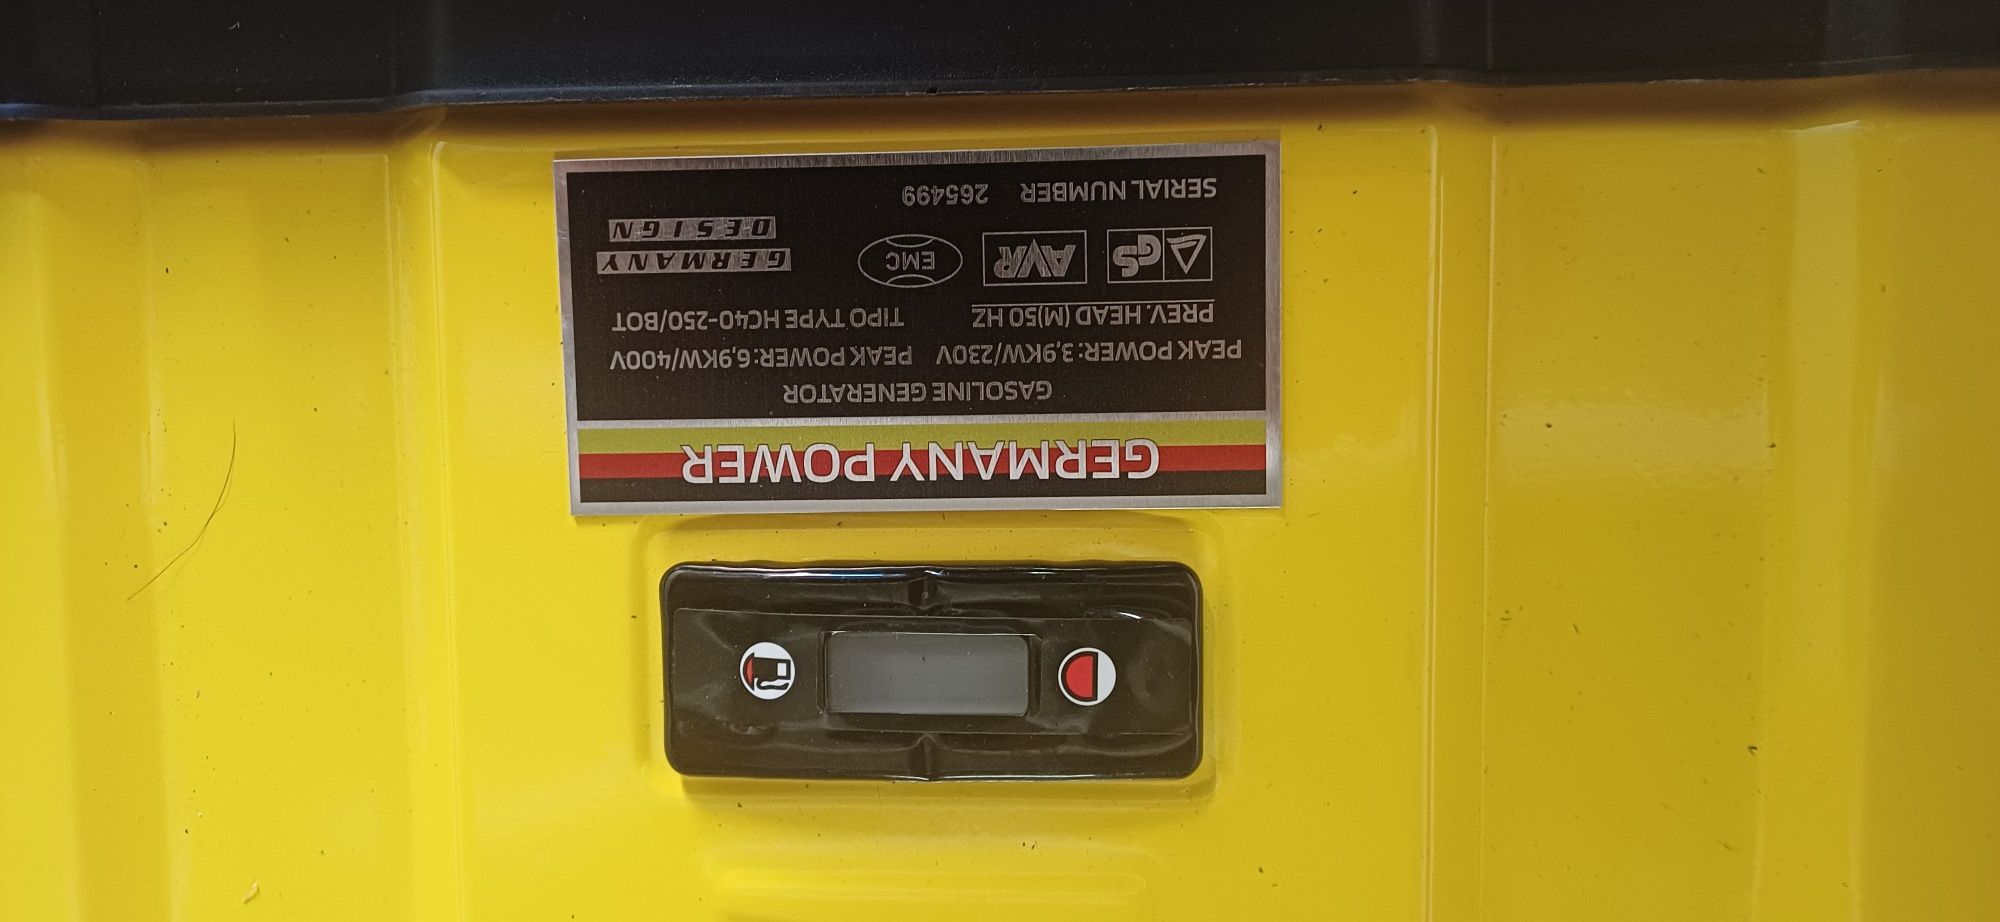 GERMANY POWER
GASOLINE GENERATOR
PEAK POWER: 3,9KW/230V PEAK POWER: 6,9KW/400V
PREV. HEAD (M)50 HZ TIPO TYPE HC40-250/BOT
GS AVR EMC GERMANY
DESIGN
SERIAL NUMBER 265499